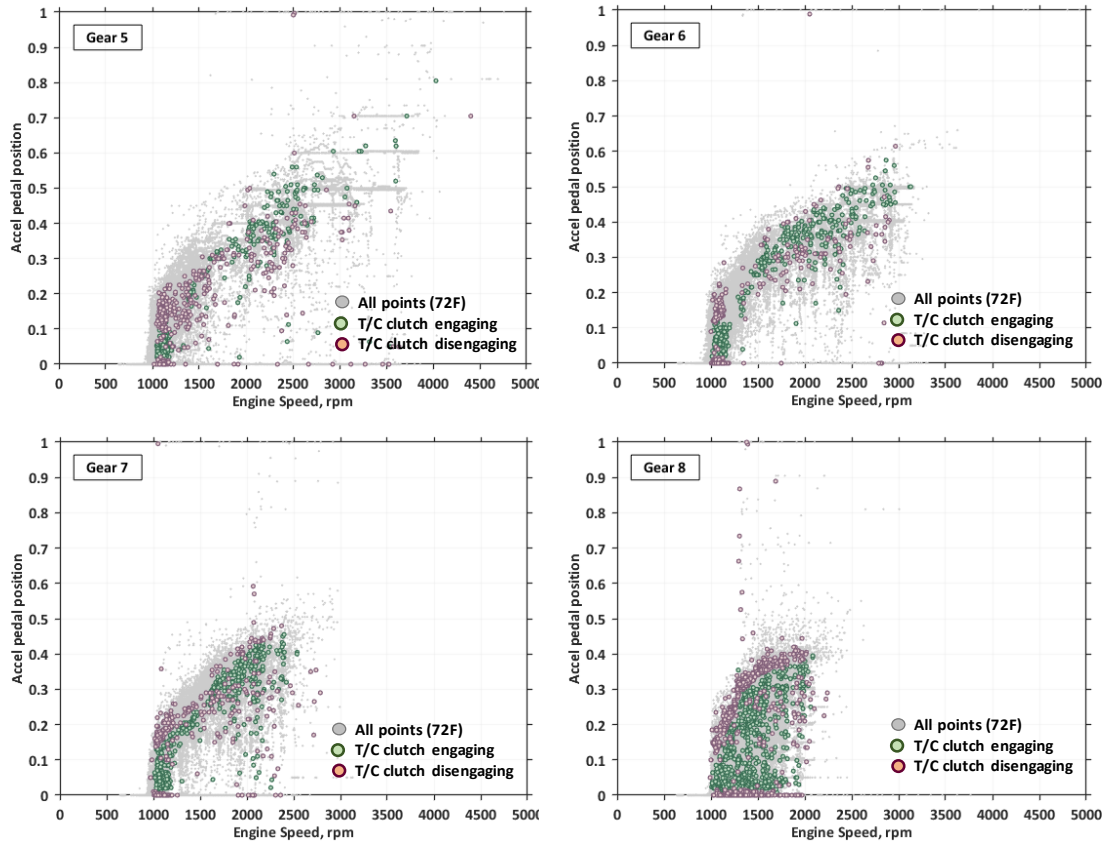 1
0.9
0.8
0.7
0.6
0.5
0.4
0.3
0.2
0.1
0
Accel pedal position
Gear 5
All points (72F)
T/C clutch engaging
T/C clutch disengaging
0 500 1000 1500 2000 2500 3000 3500 4000 4500 5000
Engine Speed, rpm
1
0.9
0.8
0.7
0.6
0.5
0.4
0.3
0.2
0.1
0
Accel pedal position
Gear 6
All points (72F)
T/C clutch engaging
T/C clutch disengaging
0 500 1000 1500 2000 2500 3000 3500 4000 4500 5000
Engine Speed, rpm
1
0.9
0.8
0.7
0.6
0.5
0.4
0.3
0.2
0.1
0
Accel pedal position
Gear 7
All points (72F)
T/C clutch engaging
T/C clutch disengaging
0 500 1000 1500 2000 2500 3000 3500 4000 4500 5000
Engine Speed, rpm
1
0.9
0.8
0.7
0.6
0.5
0.4
0.3
0.2
0.1
0
Accel pedal position
Gear 8
All points (72F)
T/C clutch engaging
T/C clutch disengaging
0 500 1000 1500 2000 2500 3000 3500 4000 4500 5000
Engine Speed, rpm